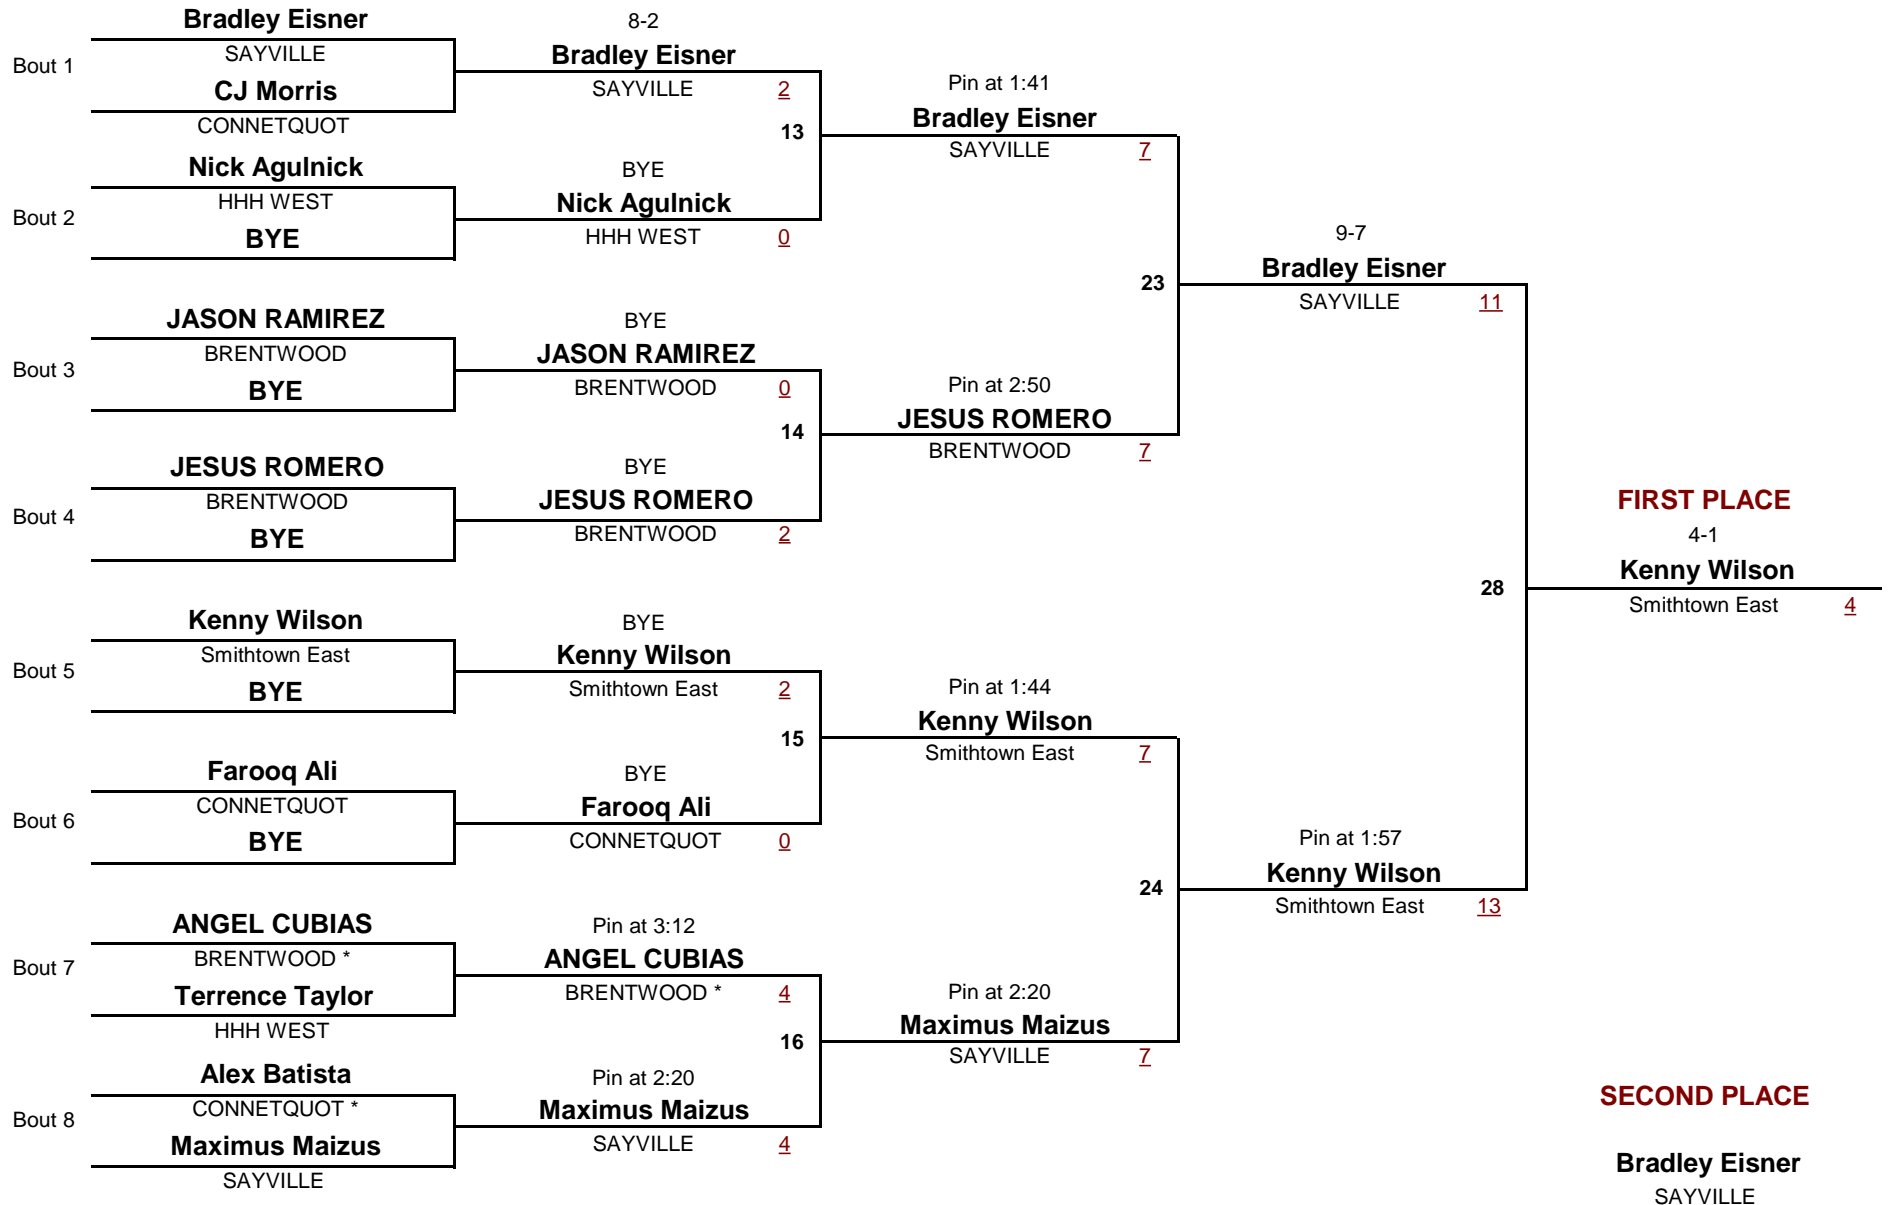 Bout 1
Bradley Eisner
SAYVILLE
CJ Morris
CONNETQUOT
Bout 2
Nick Agulnick
HHH WEST
BYE
Bout 3
JASON RAMIREZ
BRENTWOOD
BYE
Bout 4
JESUS ROMERO
BRENTWOOD
BYE
Bout 5
Kenny Wilson
Smithtown East
BYE
Bout 6
Farooq Ali
CONNETQUOT
BYE
Bout 7
ANGEL CUBIAS
BRENTWOOD *
Terrence Taylor
HHH WEST
Bout 8
Alex Batista
CONNETQUOT *
Maximus Maizus
SAYVILLE
8-2
Bradley Eisner
SAYVILLE 2
13
BYE
Nick Agulnick
HHH WEST 0
BYE
JASON RAMIREZ
BRENTWOOD 0
14
BYE
JESUS ROMERO
BRENTWOOD 2
BYE
Kenny Wilson
Smithtown East 2
15
BYE
Farooq Ali
CONNETQUOT 0
Pin at 3:12
ANGEL CUBIAS
BRENTWOOD * 4
16
Pin at 2:20
Maximus Maizus
SAYVILLE 4
Pin at 1:41
Bradley Eisner
SAYVILLE 7
23
Pin at 2:50
JESUS ROMERO
BRENTWOOD 7
Pin at 1:44
Kenny Wilson
Smithtown East 7
24
Pin at 2:20
Maximus Maizus
SAYVILLE 7
9-7
Bradley Eisner
SAYVILLE 11
28
Pin at 1:57
Kenny Wilson
Smithtown East 13
FIRST PLACE
4-1
Kenny Wilson
Smithtown East 4
SECOND PLACE
Bradley Eisner
SAYVILLE